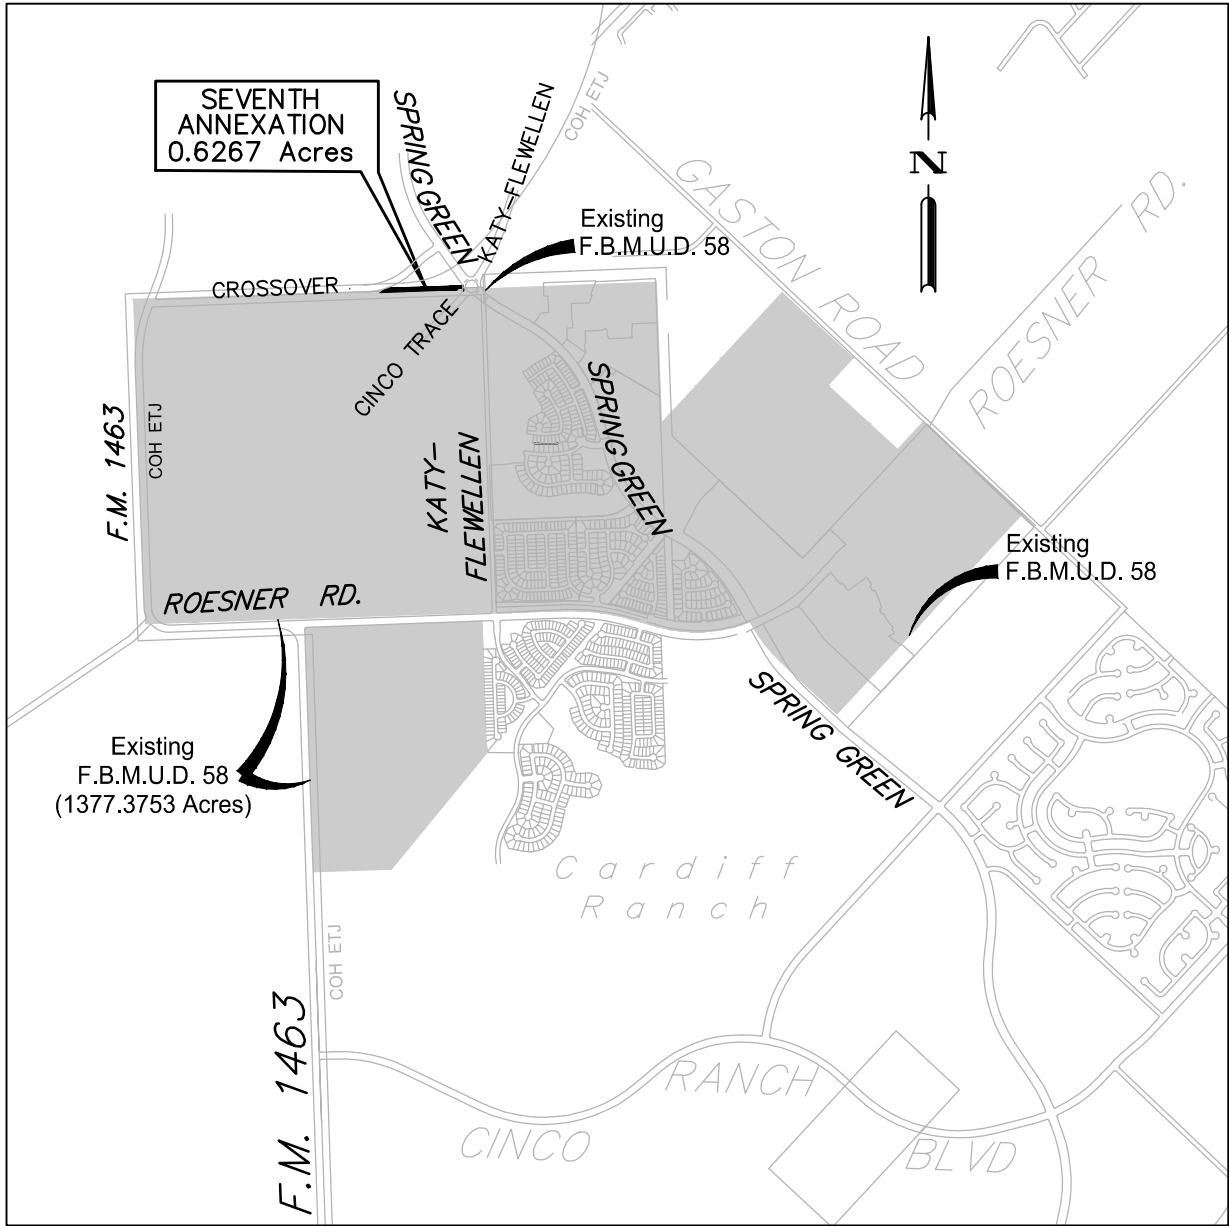 SEVENTH
ANNEXATION
0.6267 Acres
SPRING GREEN
KATY-FLEWELLEN
COH ETJ
N
GASTON ROAD
ROESNER RD.
Existing
F.B.M.U.D. 58
CROSSOVER
CINCO TRACE
F.M. 1463
COH ETJ
KATY-
FLEWELLEN
SPRING GREEN
Existing
F.B.M.U.D. 58
ROESNER RD.
SPRING GREEN
Existing
F.B.M.U.D. 58
(1377.3753 Acres)
Cardiff
Ranch
COH ETJ
F.M. 1463
CINCO RANCH BLVD